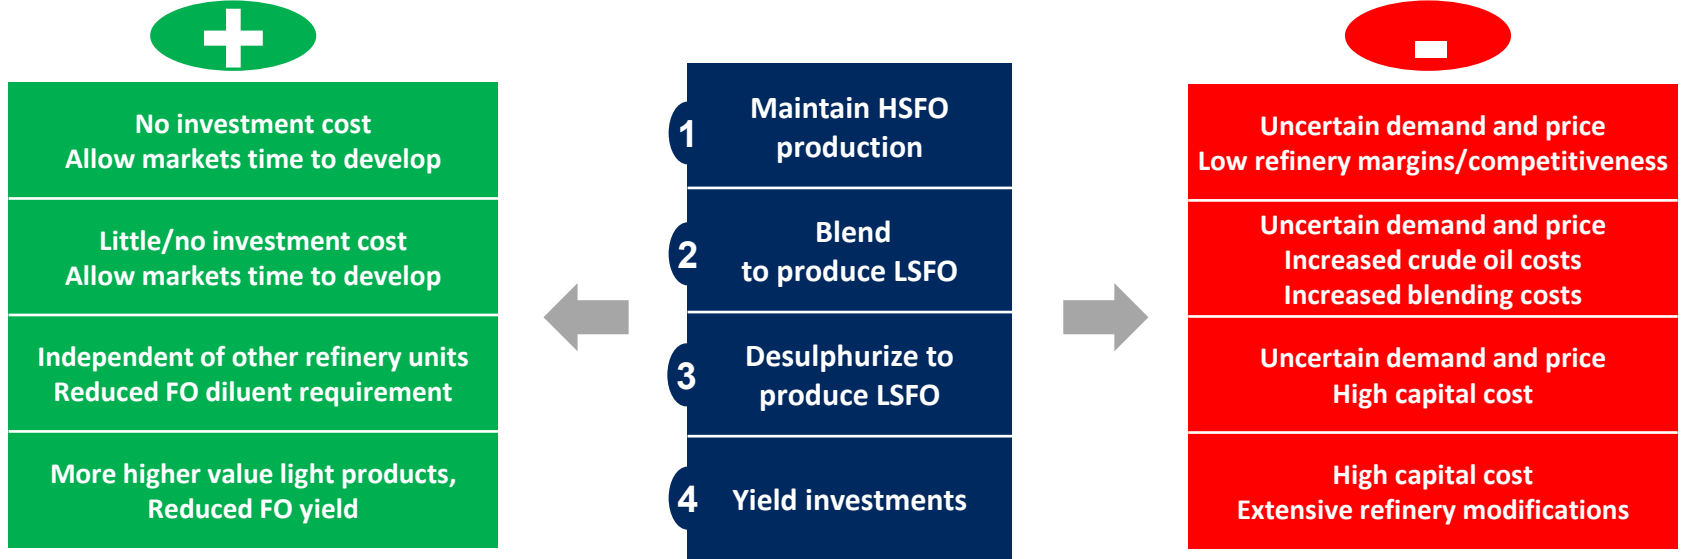 No investment cost
Allow markets time to develop
Little/no investment cost
Allow markets time to develop
Independent of other refinery units
Reduced FO diluent requirement
More higher value light products,
Reduced FO yield
1
Maintain HSFO
production
2
Blend
to produce LSFO
3
Desulphurize to
produce LSFO
4
Yield investments
Uncertain demand and price
Low refinery margins/competitiveness
Uncertain demand and price
Increased crude oil costs
Increased blending costs
Uncertain demand and price
High capital cost
High capital cost
Extensive refinery modifications